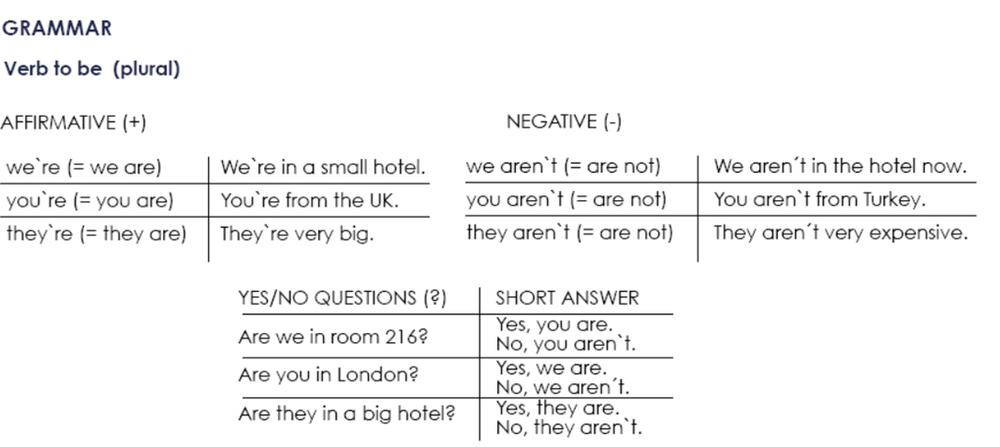 GRAMMAR
Verb to be (plural)
AFFIRMATIVE (+)
we`re (= we are) We`re in a small hotel.
you`re (= you are) You`re from the UK.
they`re (= they are) They`re very big.
NEGATIVE (-)
we aren`t (= are not) We aren´t in the hotel now.
you aren`t (= are not) You aren`t from Turkey.
they aren`t (= are not) They aren´t very expensive.
YES/NO QUESTIONS (?) SHORT ANSWER
Are we in room 216? Yes, you are.
No, you aren`t.
Are you in London? Yes, we are.
No, we aren´t.
Are they in a big hotel? Yes, they are.
No, they aren`t.